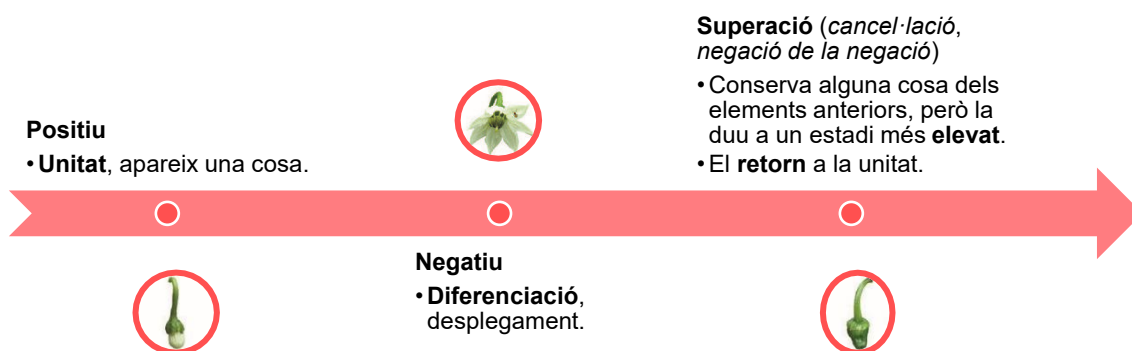 Positiu
• Unitat, apareix una cosa.
Negatiu
• Diferenciació,
desplegament.
Superació (cancel·lació,
negació de la negació)
• Conserva alguna cosa dels
elements anteriors, però la
duu a un estadi més elevat.
• El retorn a la unitat.